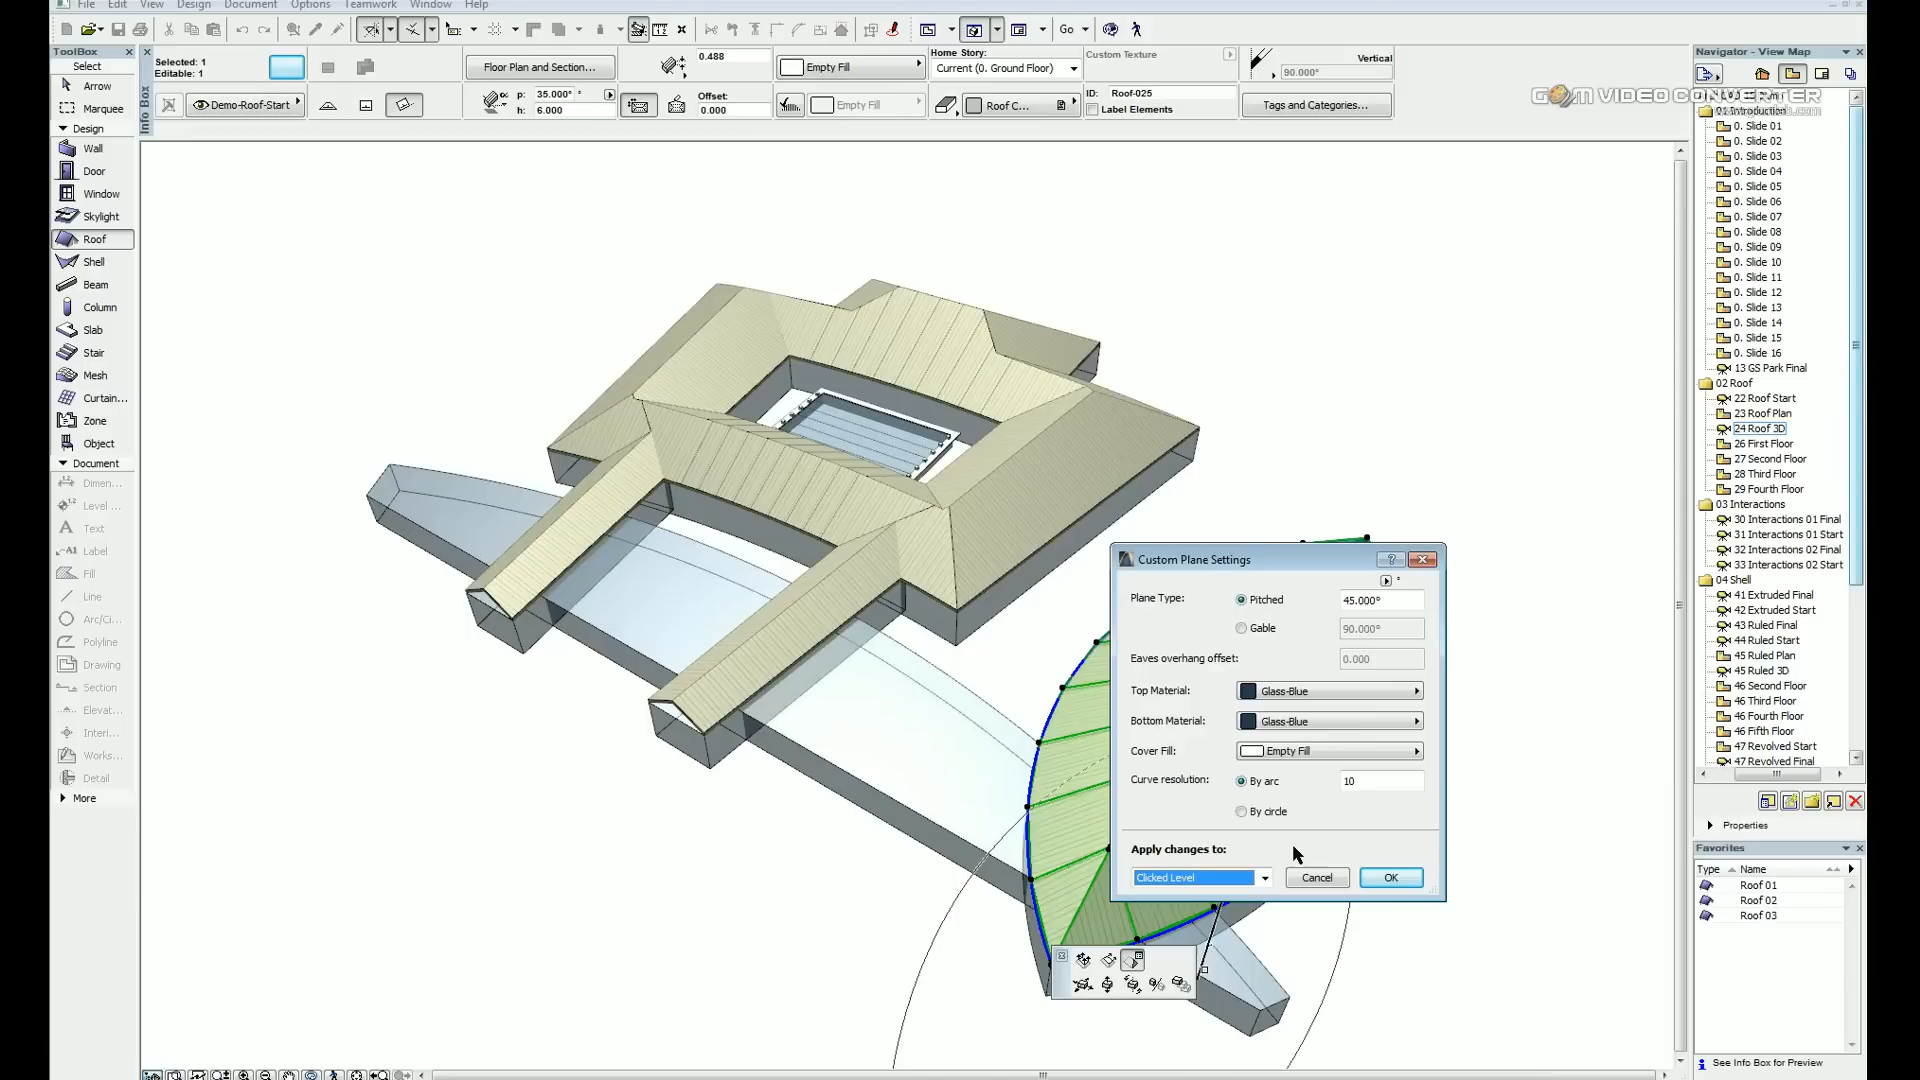 File Edit View Design Document Options Teamwork Window Help
Go
ToolBox
Select
Arrow
Marquee
Design
Wall
Door
Window
Skylight
Roof
Shell
Beam
Column
Slab
Stair
Mesh
Curtain...
Zone
Object
Document
Dimen...
Level ...
Text
Label
Fill
Line
Arc/Ci...
Polyline
Drawing
Section
Elevat...
Interi...
Works...
Detail
More
Info Box
Selected: 1
Editable: 1
Demo-Roof-Start
Floor Plan and Section...
p: 35.000° °
h: 6.000
0.488
Offset:
0.000
Empty Fill
Empty Fill
Home Story:
Current (0. Ground Floor)
Roof C...
Custom Texture
ID: Roof-025
Label Elements
Vertical
90.000°
Tags and Categories...
GOM VIDEO CONVERTER
Custom Plane Settings
Plane Type:
Pitched 45.000°
Gable 90.000°
Eaves overhang offset: 0.000
Top Material: Glass-Blue
Bottom Material: Glass-Blue
Cover Fill: Empty Fill
Curve resolution: By arc 10
By circle
Apply changes to:
Clicked Level Cancel OK
Navigator - View Map
01 Introduction
0. Slide 01
0. Slide 02
0. Slide 03
0. Slide 04
0. Slide 05
0. Slide 06
0. Slide 07
0. Slide 08
0. Slide 09
0. Slide 10
0. Slide 11
0. Slide 12
0. Slide 13
0. Slide 14
0. Slide 15
0. Slide 16
13 GS Park Final
02 Roof
22 Roof Start
23 Roof Plan
24 Roof 3D
26 First Floor
27 Second Floor
28 Third Floor
29 Fourth Floor
03 Interactions
30 Interactions 01 Final
31 Interactions 01 Start
32 Interactions 02 Final
33 Interactions 02 Start
04 Shell
41 Extruded Final
42 Extruded Start
43 Ruled Final
44 Ruled Start
45 Ruled Plan
45 Ruled 3D
46 Second Floor
46 Third Floor
46 Fourth Floor
46 Fifth Floor
47 Revolved Start
47 Revolved Final
Properties
Favorites
Type Name
Roof 01
Roof 02
Roof 03
See Info Box for Preview